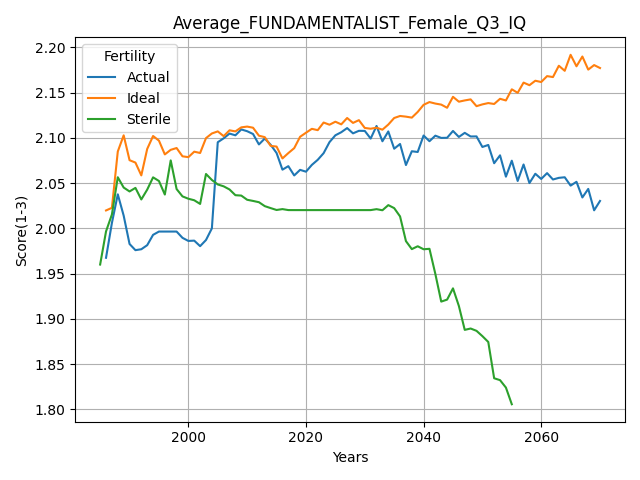 Average_FUNDAMENTALIST_Female_Q3_IQ
Fertility
Actual
Ideal
Sterile
Score(1-3)
2.20
2.15
2.10
2.05
2.00
1.95
1.90
1.85
1.80
2000
2020
2040
2060
Years